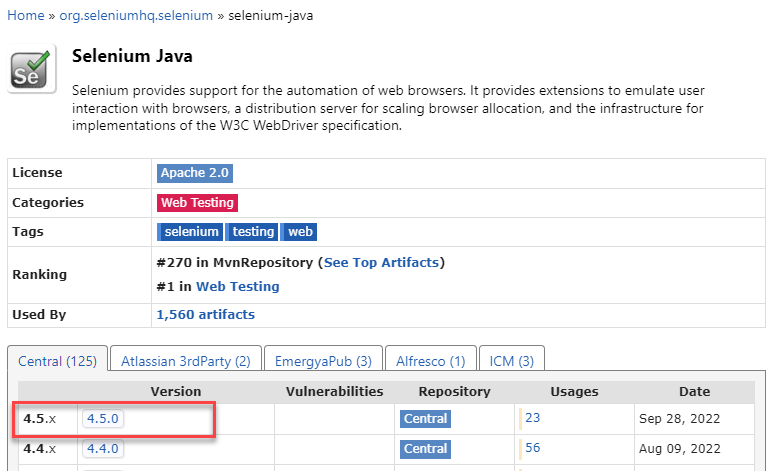 Home » org.seleniumhq.selenium » selenium-java
Se
Selenium Java
Selenium provides support for the automation of web browsers. It provides extensions to emulate user
interaction with browsers, a distribution server for scaling browser allocation, and the infrastructure for
implementations of the W3C WebDriver specification.
License Apache 2.0
Categories Web Testing
Tags selenium testing web
Ranking #270 in MvnRepository (See Top Artifacts)
#1 in Web Testing
Used By 1,560 artifacts
Central (125) Atlassian 3rdParty (2) EmergyaPub (3) Alfresco (1) ICM (3)
Version Vulnerabilities Repository Usages Date
4.5.x 4.5.0 Central 23 Sep 28, 2022
4.4.x 4.4.0 Central 56 Aug 09, 2022